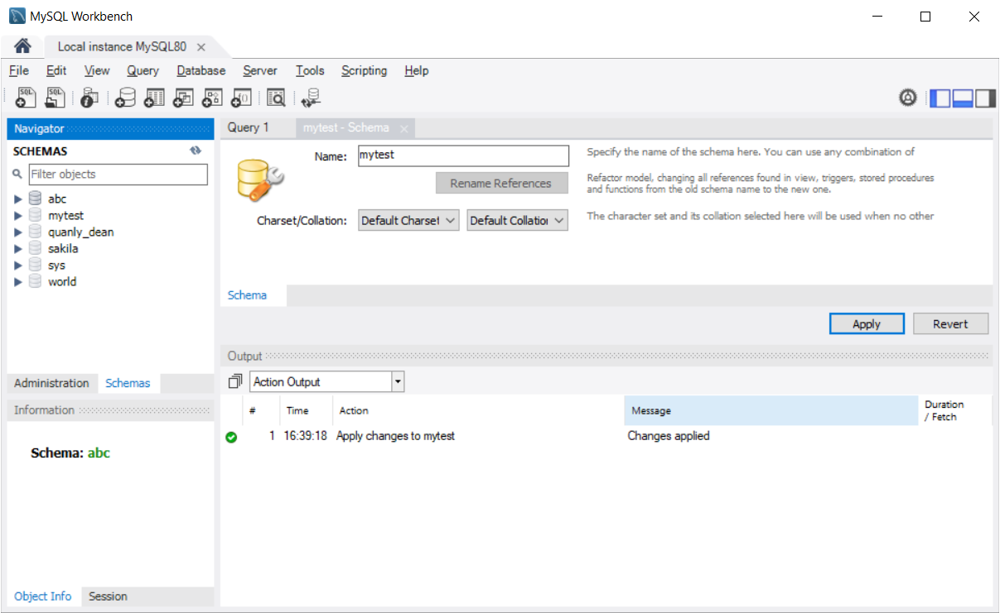 MySQL Workbench
Local instance MySQL80
File Edit View Query Database Server Tools Scripting Help
SQL SQL
Navigator
SCHEMAS
Filter objects
abc
mytest
quanly_dean
sakila
sys
world
Administration Schemas
Information
Schema: abc
Object Info Session
Query 1 mytest - Schema
Name: mytest
Specify the name of the schema here. You can use any combination of
Rename References
Refactor model, changing all references found in view, triggers, stored procedures
and functions from the old schema name to the new one.
Charset/Collation: Default Charset Default Collation
The character set and its collation selected here will be used when no other
Schema
Apply Revert
Output
Action Output
# Time Action Message Duration / Fetch
1 16:39:18 Apply changes to mytest Changes applied